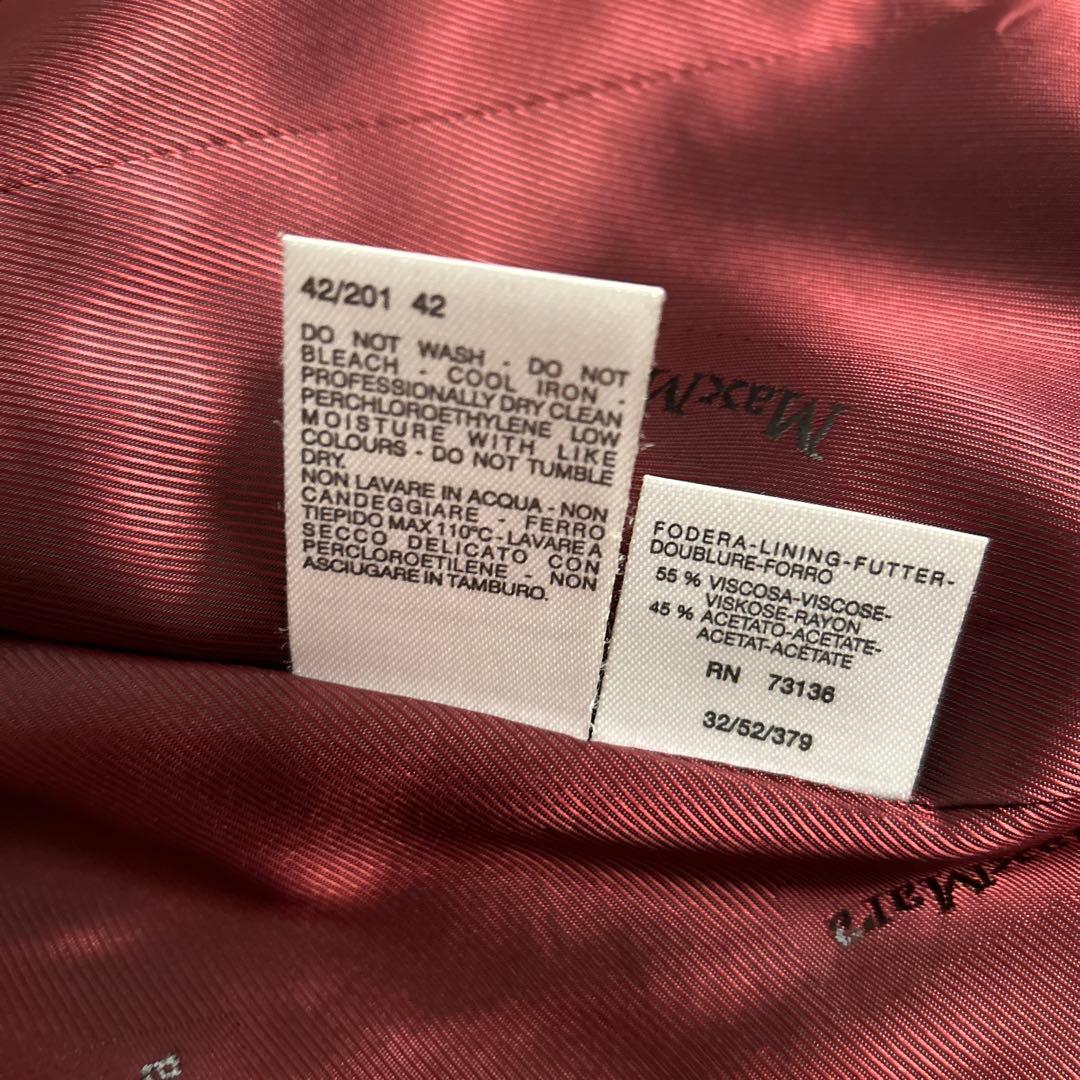 42/201 42
DO NOT WASH - DO NOT
BLEACH - COOL IRON -
PROFESSIONALLY DRY CLEAN
PERCHLOROETHYLENE LOW
MOISTURE WITH LIKE
COLOURS - DO NOT TUMBLE
DRY.
NON LAVARE IN ACQUA - NON
CANDEGGIARE - FERRO
TIEPIDO MAX 110°C - LAVARE A
SECCO DELICATO CON
PERCLOROETILENE - NON
ASCIUGARE IN TAMBURO.
FODERA-LINING-FUTTER-
DOUBLURE-FORRO
55 % VISCOSA-VISCOSE-
VISKOSE-RAYON
45 % ACETATO-ACETATE-
ACETAT-ACÉTATE
RN 73136
32/52/379
MaxM
MaxMara